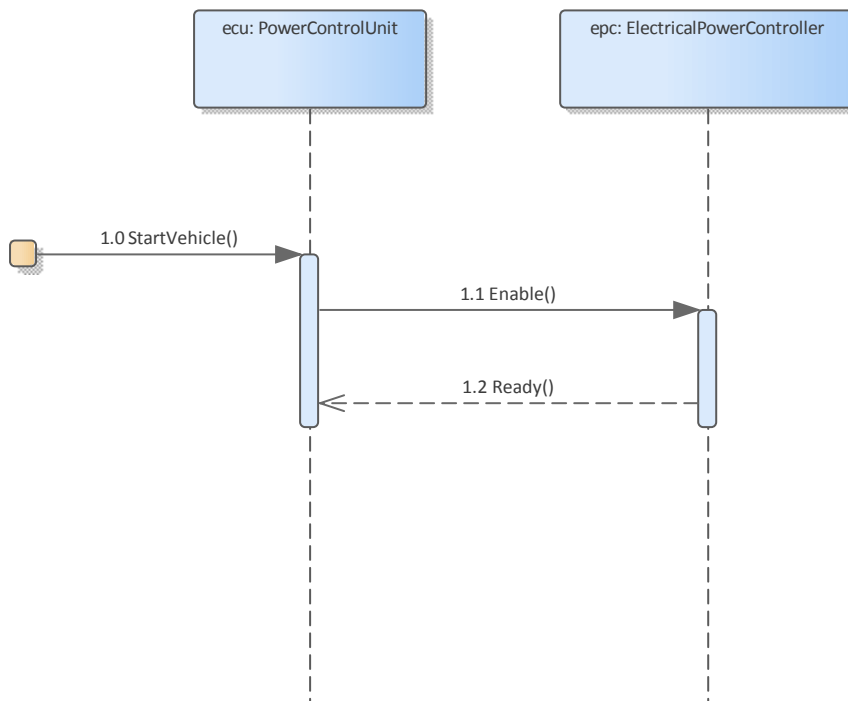 ecu: PowerControlUnit
epc: ElectricalPowerController
1.0 StartVehicle()
1.1 Enable()
1.2 Ready()